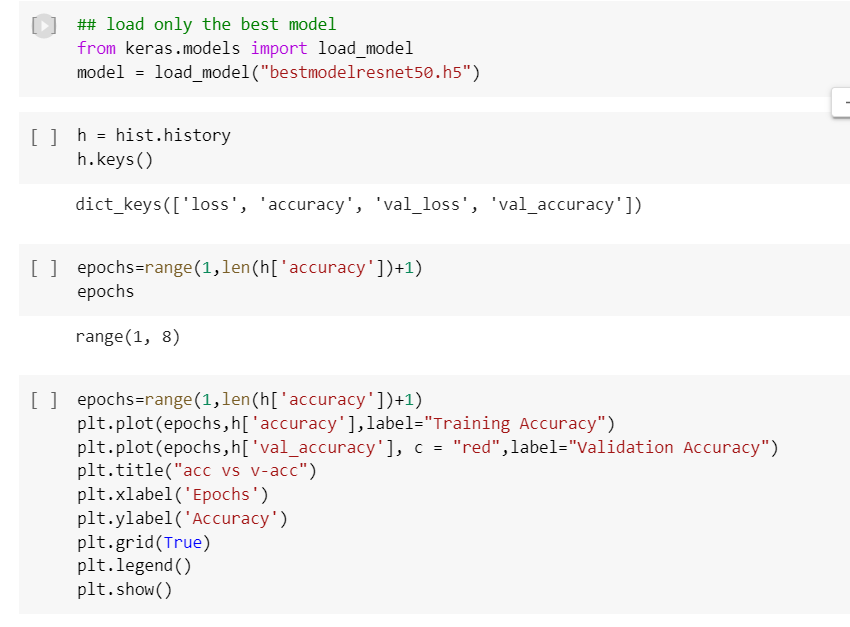 ## load only the best model
from keras.models import load_model
model = load_model("bestmodelresnet50.h5")
[ ] h = hist.history
h.keys()
dict_keys(['loss', 'accuracy', 'val_loss', 'val_accuracy'])
[ ] epochs=range(1,len(h['accuracy'])+1)
epochs
range(1, 8)
[ ] epochs=range(1,len(h['accuracy'])+1)
plt.plot(epochs,h['accuracy'],label="Training Accuracy")
plt.plot(epochs,h['val_accuracy'], c = "red",label="Validation Accuracy")
plt.title("acc vs v-acc")
plt.xlabel('Epochs')
plt.ylabel('Accuracy')
plt.grid(True)
plt.legend()
plt.show()